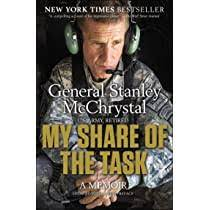 NEW YORK TIMES BESTSELLER
General Stanley
McChrystal
U.S. ARMY, RETIRED
MY SHARE OF
THE TASK
A MEMOIR